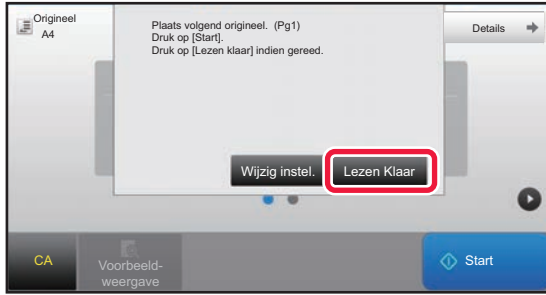 Origineel
A4
Plaats volgend origineel. (Pg1)
Druk op [Start].
Druk op [Lezen klaar] indien gereed.
Details
Wijzig instel.
Lezen Klaar
CA
Voorbeeld-
weergave
Start